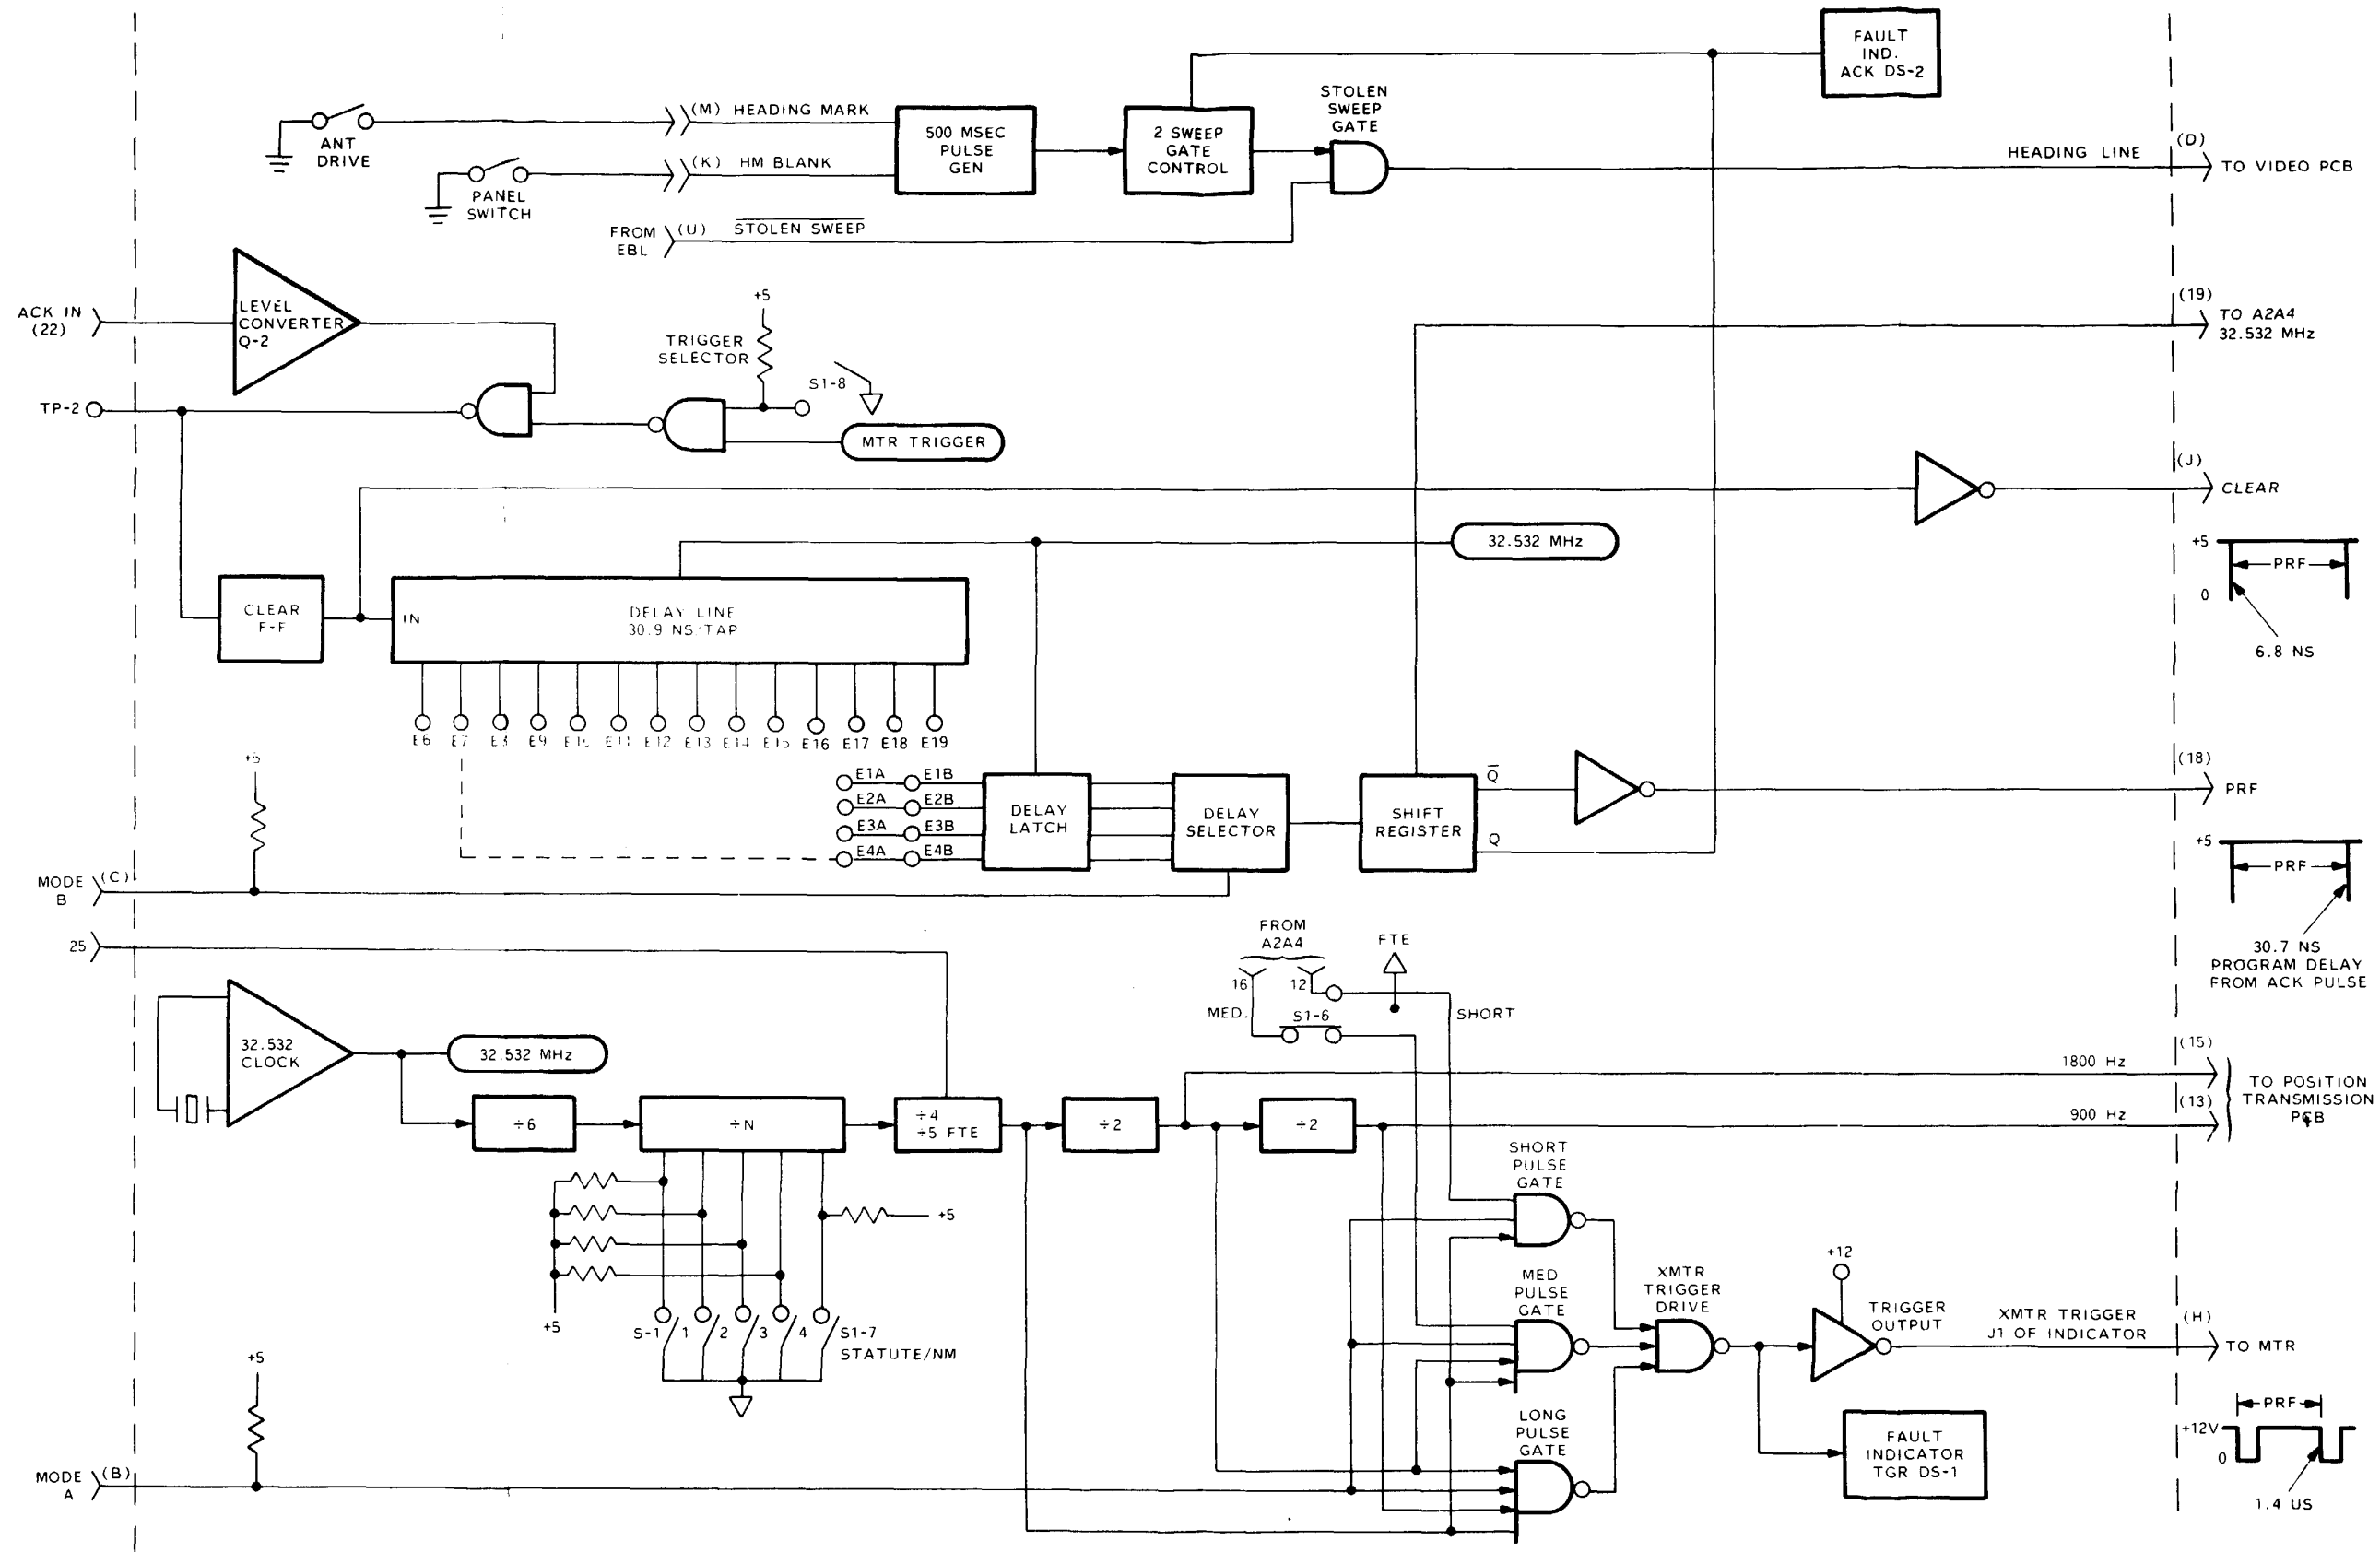 FAULT
IND.
ACK DS-2
STOLEN
SWEEP
GATE
(M) HEADING MARK
500 MSEC
PULSE
GEN
2 SWEEP
GATE
CONTROL
ANT
DRIVE
(K) HM BLANK
PANEL
SWITCH
HEADING LINE
(D)
TO VIDEO PCB
FROM
EBL
(U) STOLEN SWEEP
ACK IN
(22)
LEVEL
CONVERTER
Q-2
+5
TRIGGER
SELECTOR
S1-8
(19)
TO A2A4
32.532 MHz
TP-2
MTR TRIGGER
(J)
CLEAR
32.532 MHz
+5
PRF
0
6.8 NS
CLEAR
F-F
IN
DELAY LINE
30.9 NS/TAP
E6
E7
E9
E11
E12
E13
E14
E15
E16
E17
E18
E19
+5
E1A
E1B
E2A
E2B
E3A
E3B
E4A
E4B
DELAY
LATCH
DELAY
SELECTOR
SHIFT
REGISTER
Q̅
Q
(18)
PRF
+5
PRF
30.7 NS
PROGRAM DELAY
FROM ACK PULSE
MODE
B
(C)
25
FROM
A2A4
16
12
FTE
MED.
S1-6
SHORT
32.532
CLOCK
32.532 MHz
÷6
÷N
÷4
÷5 FTE
÷2
÷2
1800 Hz
(15)
900 Hz
(13)
TO POSITION
TRANSMISSION
PCB
+5
+5
S-1
1
2
3
4
S1-7
STATUTE/NM
SHORT
PULSE
GATE
MED
PULSE
GATE
LONG
PULSE
GATE
XMTR
TRIGGER
DRIVE
+12
TRIGGER
OUTPUT
XMTR TRIGGER
J1 OF INDICATOR
(H)
TO MTR
FAULT
INDICATOR
TGR DS-1
PRF
+12V
0
1.4 US
+5
MODE
A
(B)